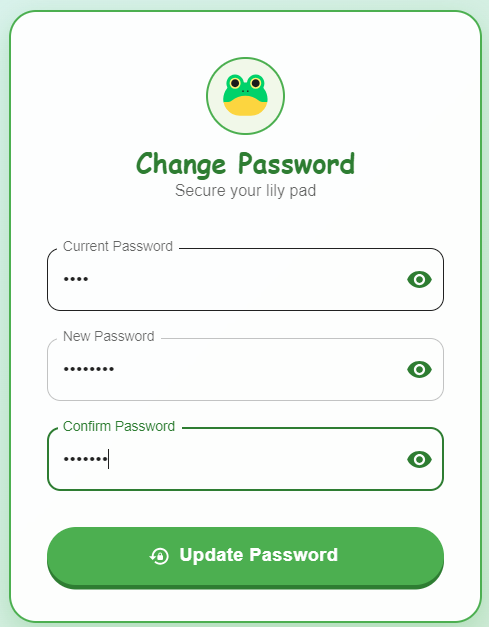 Change Password
Secure your lily pad
Current Password
••••
New Password
••••••••
Confirm Password
•••••••
Update Password